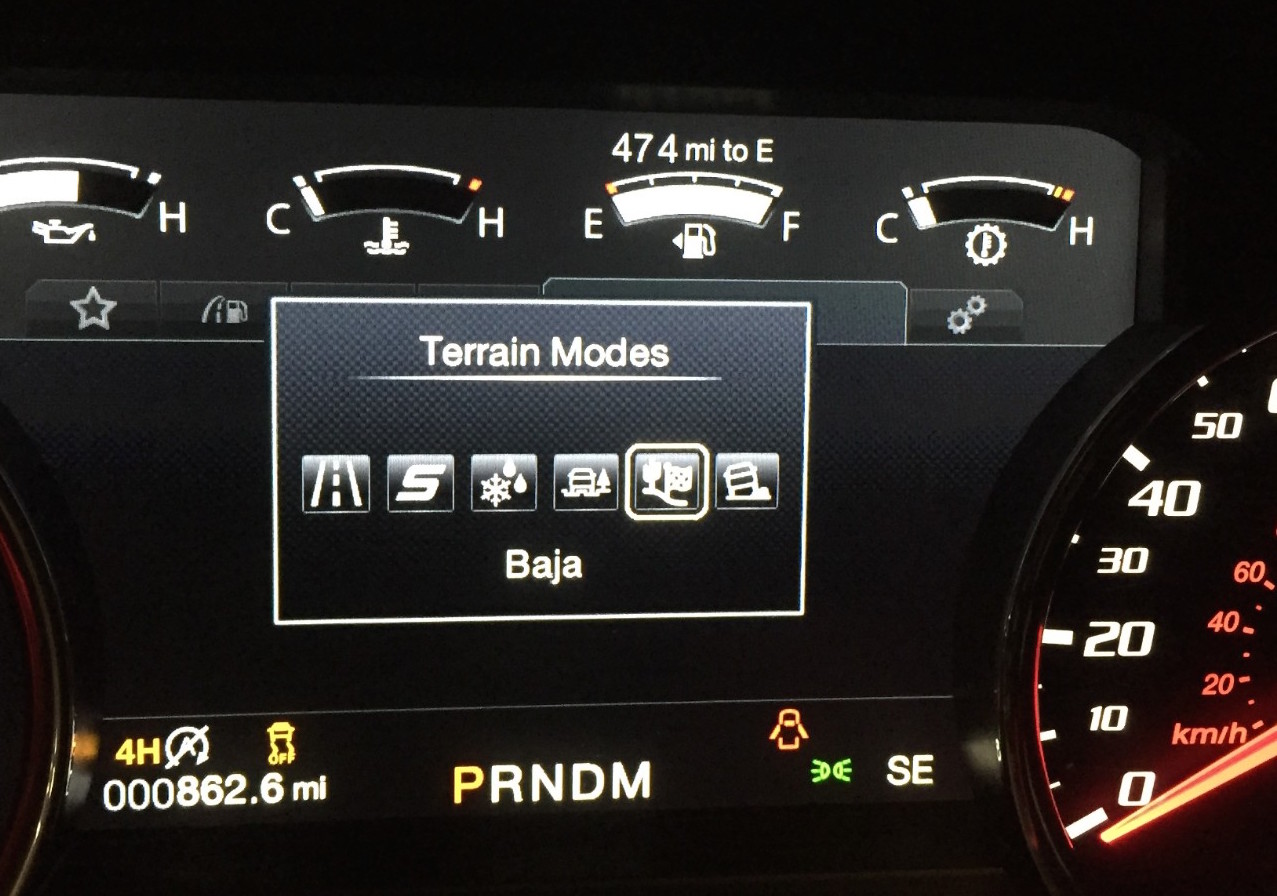 474 mi to E
H
C H
E F
C H
Terrain Modes
S
Baja
50
40
30
20
10
0
60
40
20
km/h
4H
OFF
000862.6 mi
PRNDM
SE